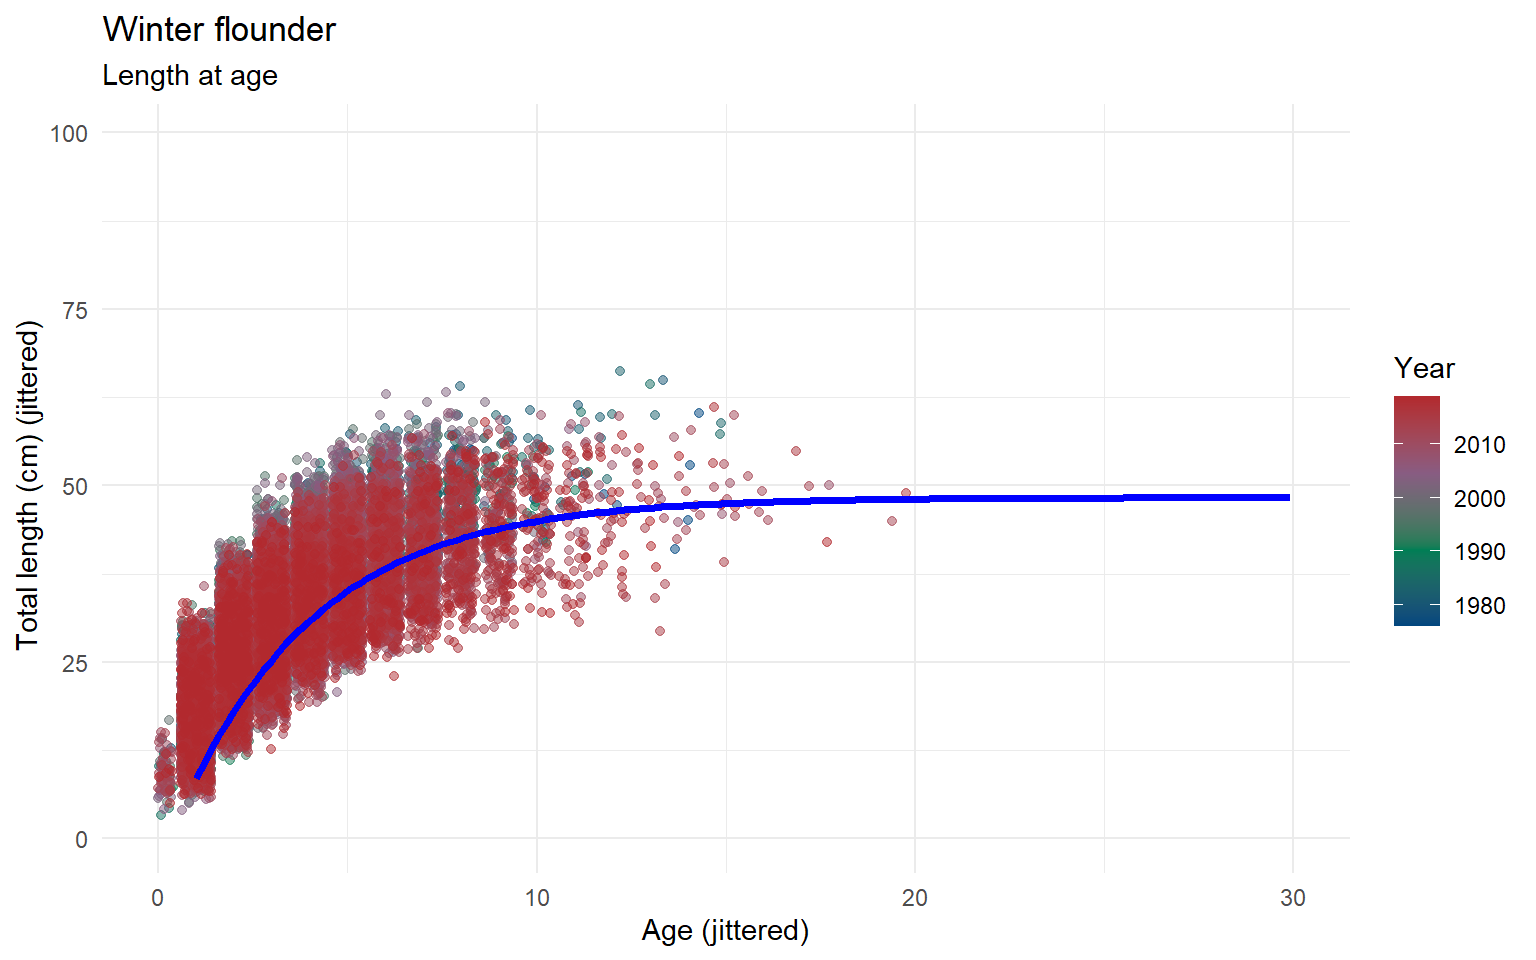 Winter flounder
Length at age
100
75
50
25
0
Total length (cm) (jittered)
0 10 20 30
Age (jittered)
Year
2010
2000
1990
1980